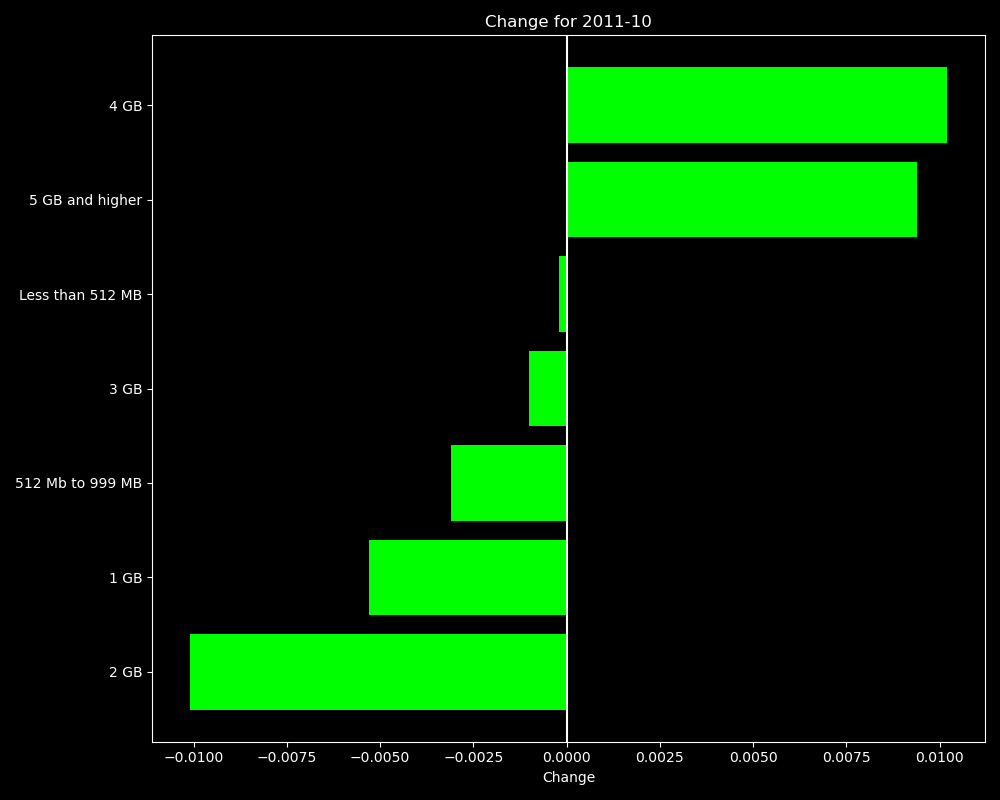 Change for 2011-10
4 GB
5 GB and higher
Less than 512 MB
3 GB
512 Mb to 999 MB
1 GB
2 GB
−0.0100 −0.0075 −0.0050 −0.0025 0.0000 0.0025 0.0050 0.0075 0.0100
Change